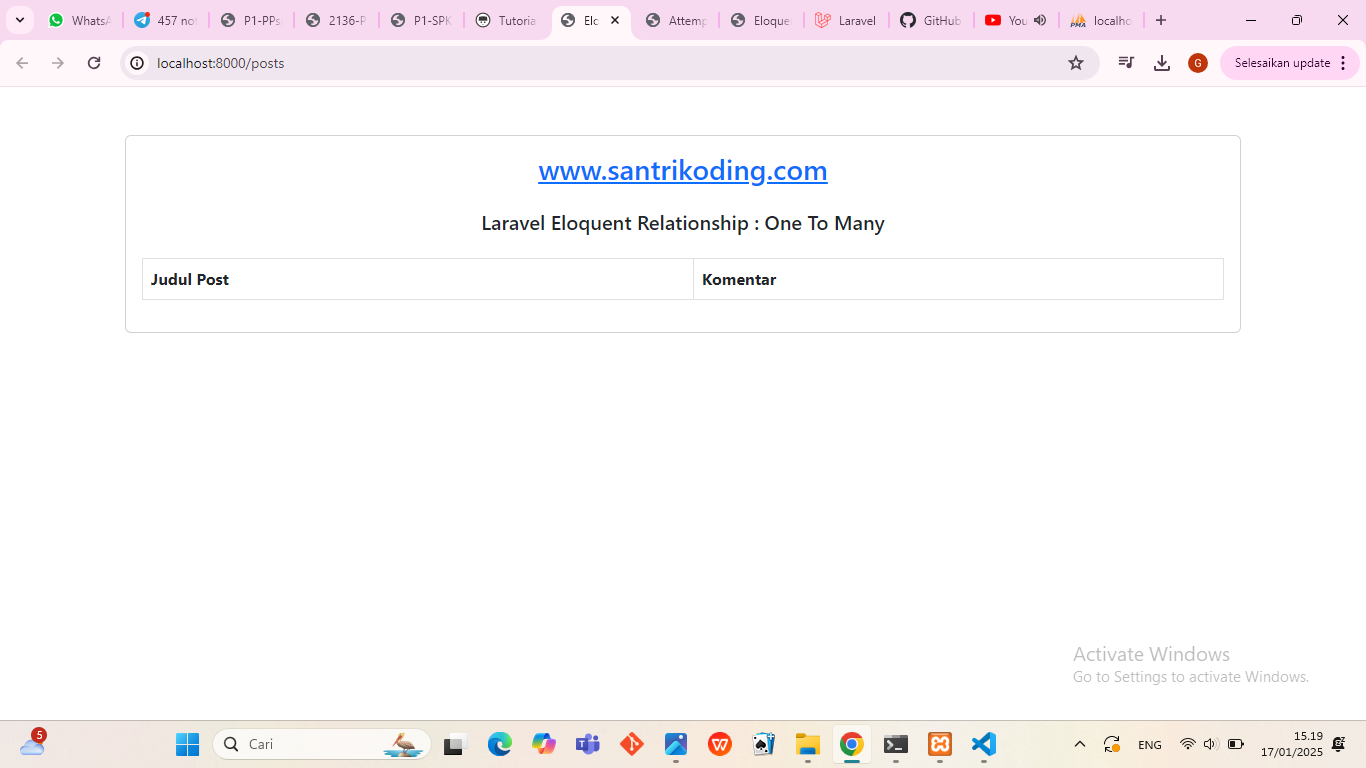 WhatsA
457 not
P1-PPs
2136-P
P1-SPK
Tutoria
Elo
Attemp
Eloque
Laravel
GitHub
You
PMA
localho
localhost:8000/posts
G
Selesaikan update
www.santrikoding.com
Laravel Eloquent Relationship : One To Many
Judul Post
Komentar
Activate Windows
Go to Settings to activate Windows.
5
Cari
ENG
15.19
17/01/2025